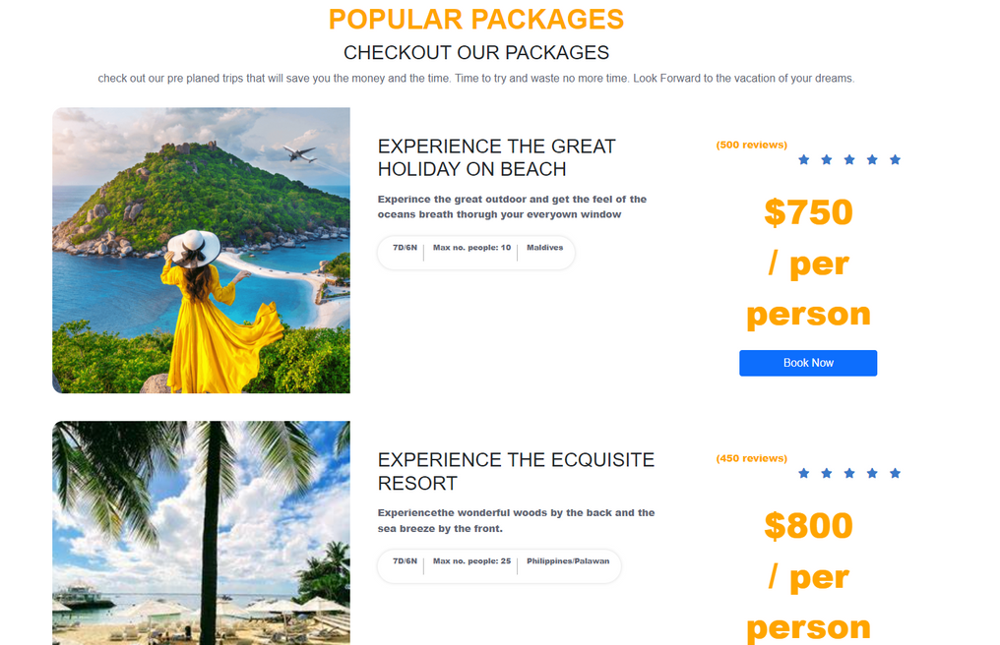 POPULAR PACKAGES
CHECKOUT OUR PACKAGES
check out our pre planed trips that will save you the money and the time. Time to try and waste no more time. Look Forward to the vacation of your dreams.
EXPERIENCE THE GREAT
HOLIDAY ON BEACH
Experince the great outdoor and get the feel of the
oceans breath thorugh your everyown window
7D/6N
Max no. people: 10
Maldives
(500 reviews)
$750
/ per
person
Book Now
EXPERIENCE THE ECQUISITE
RESORT
Experiencethe wonderful woods by the back and the
sea breeze by the front.
7D/6N
Max no. people: 25
Philippines/Palawan
(450 reviews)
$800
/ per
person